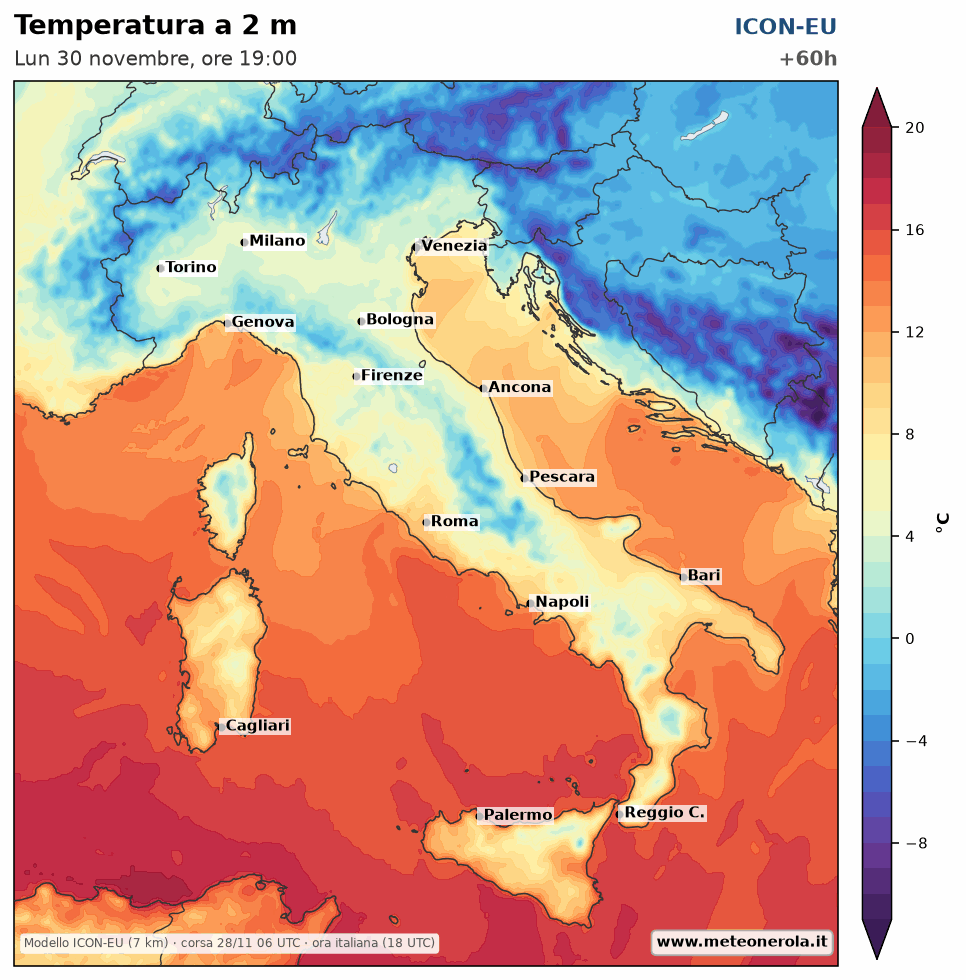 Temperatura a 2 m
ICON-EU
Lun 30 novembre, ore 19:00
+60h
20
16
12
8
4
0
−4
−8
°C
Milano
Venezia
Torino
Genova
Bologna
Firenze
Ancona
Pescara
Roma
Bari
Napoli
Cagliari
Palermo
Reggio C.
Modello ICON-EU (7 km) · corsa 28/11 06 UTC · ora italiana (18 UTC)
www.meteonerola.it